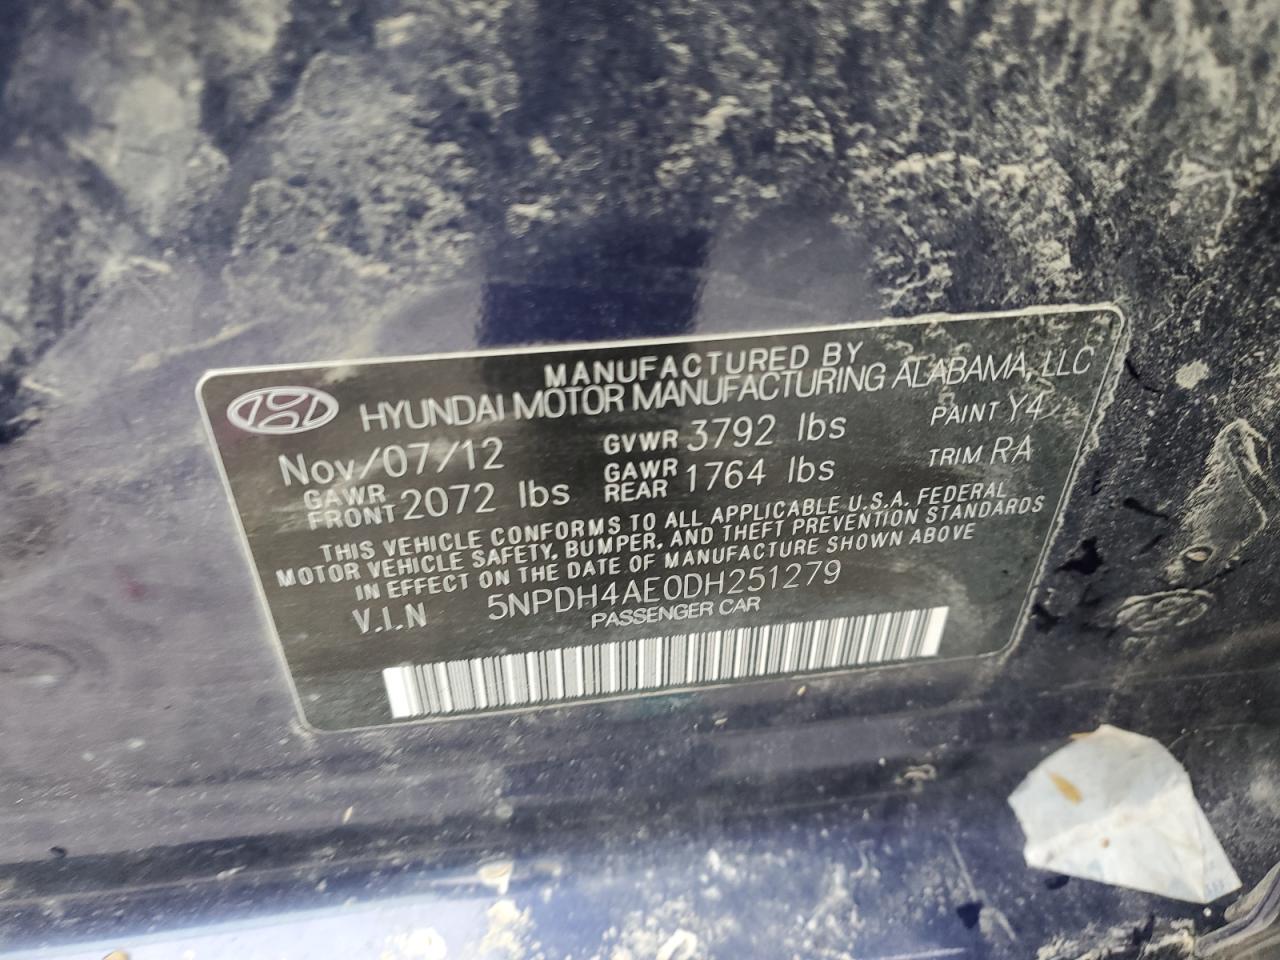 MANUFACTURED BY
HYUNDAI MOTOR MANUFACTURING ALABAMA, LLC
Nov/07/12 GVWR 3792 lbs PAINT Y4
GAWR FRONT 2072 lbs GAWR REAR 1764 lbs TRIM RA
THIS VEHICLE CONFORMS TO ALL APPLICABLE U.S.A. FEDERAL
MOTOR VEHICLE SAFETY, BUMPER, AND THEFT PREVENTION STANDARDS
IN EFFECT ON THE DATE OF MANUFACTURE SHOWN ABOVE
V.I.N 5NPDH4AE0DH251279
PASSENGER CAR